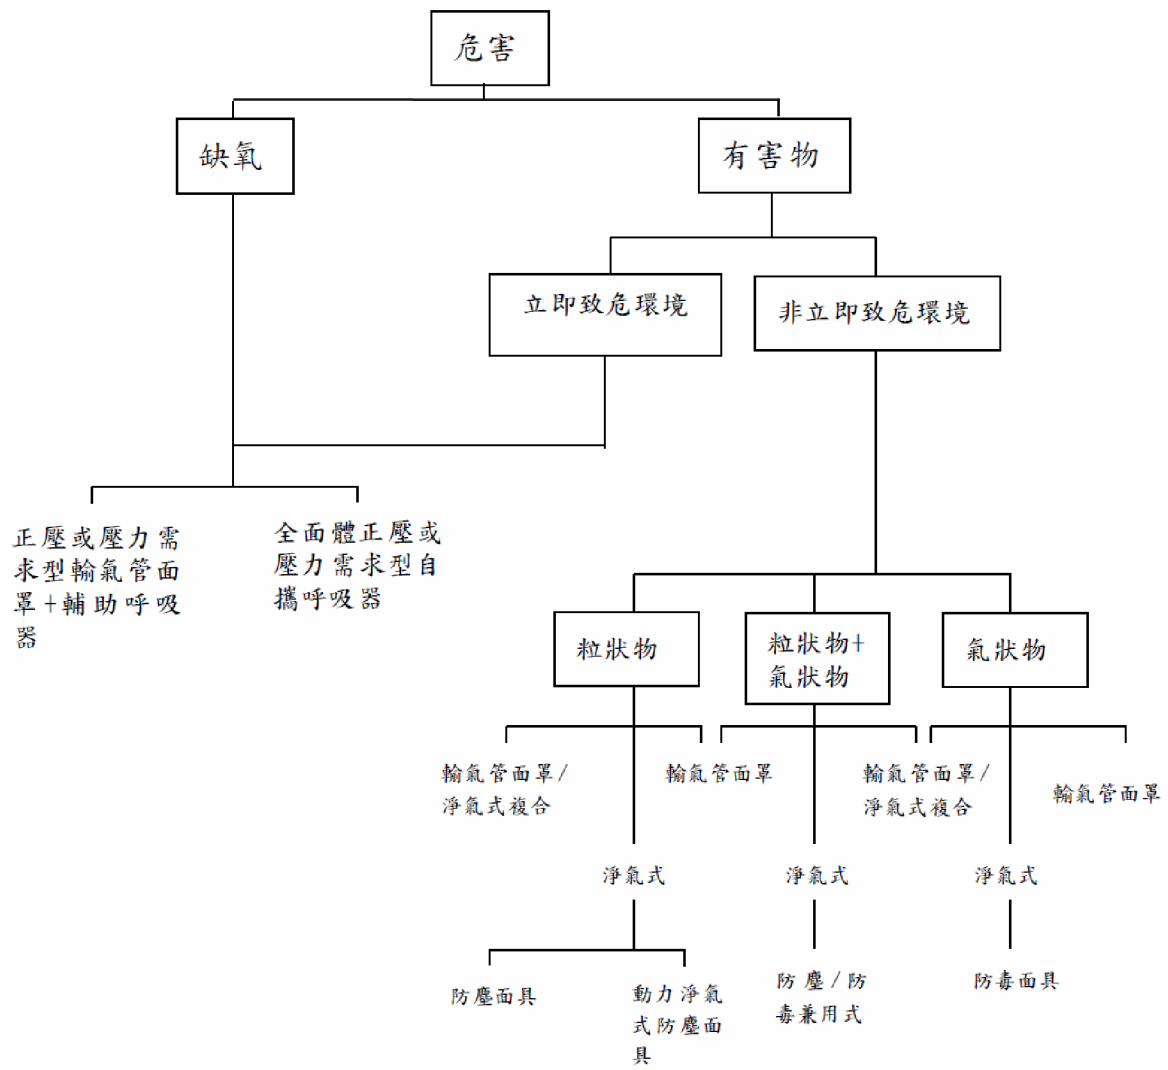 危害
缺氧
有害物
立即致危環境
非立即致危環境
正壓或壓力需
求型輸氣管面
罩+輔助呼吸
器
全面體正壓或
壓力需求型自
攜呼吸器
粒狀物
粒狀物+
氣狀物
氣狀物
輸氣管面罩/
淨氣式複合
輸氣管面罩
輸氣管面罩/
淨氣式複合
輸氣管面罩
淨氣式
淨氣式
淨氣式
防塵面具
動力淨氣
式防塵面
具
防塵/防
毒兼用式
防毒面具